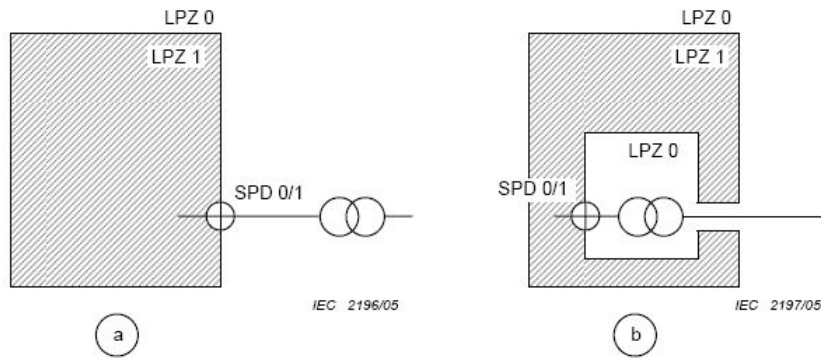 LPZ 0
LPZ 1
SPD 0/1
IEC 2196/05
a
LPZ 0
LPZ 1
LPZ 0
SPD 0/1
IEC 2197/05
b